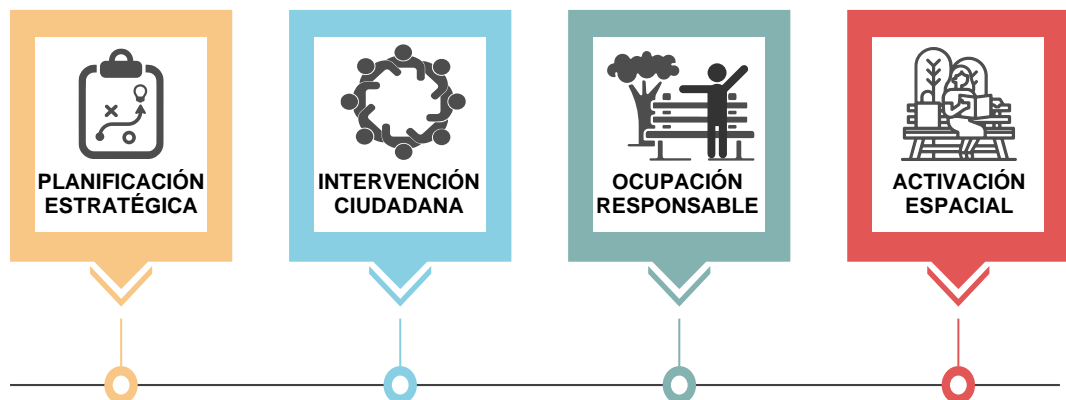 PLANIFICACIÓN
ESTRATÉGICA
INTERVENCIÓN
CIUDADANA
OCUPACIÓN
RESPONSABLE
ACTIVACIÓN
ESPACIAL